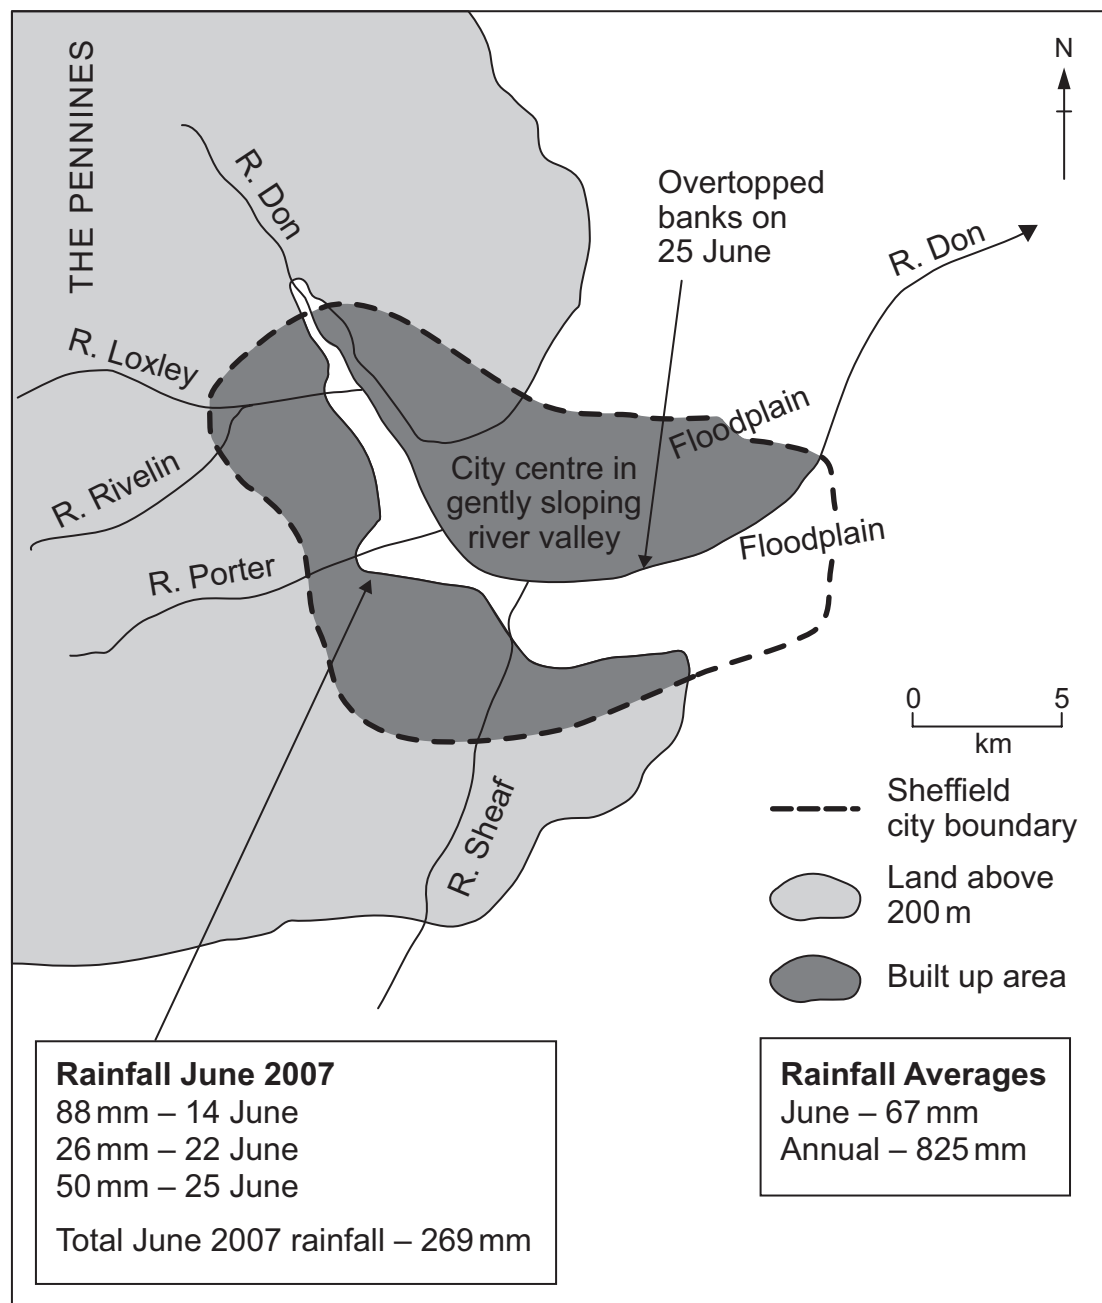 THE PENNINES
N
R. Don
Overtopped
banks on
25 June
R. Don
R. Loxley
Floodplain
City centre in
gently sloping
river valley
R. Rivelin
Floodplain
R. Porter
0 5
km
R. Sheaf
Sheffield
city boundary
Land above
200 m
Built up area
Rainfall June 2007
88 mm – 14 June
26 mm – 22 June
50 mm – 25 June
Total June 2007 rainfall – 269 mm
Rainfall Averages
June – 67 mm
Annual – 825 mm